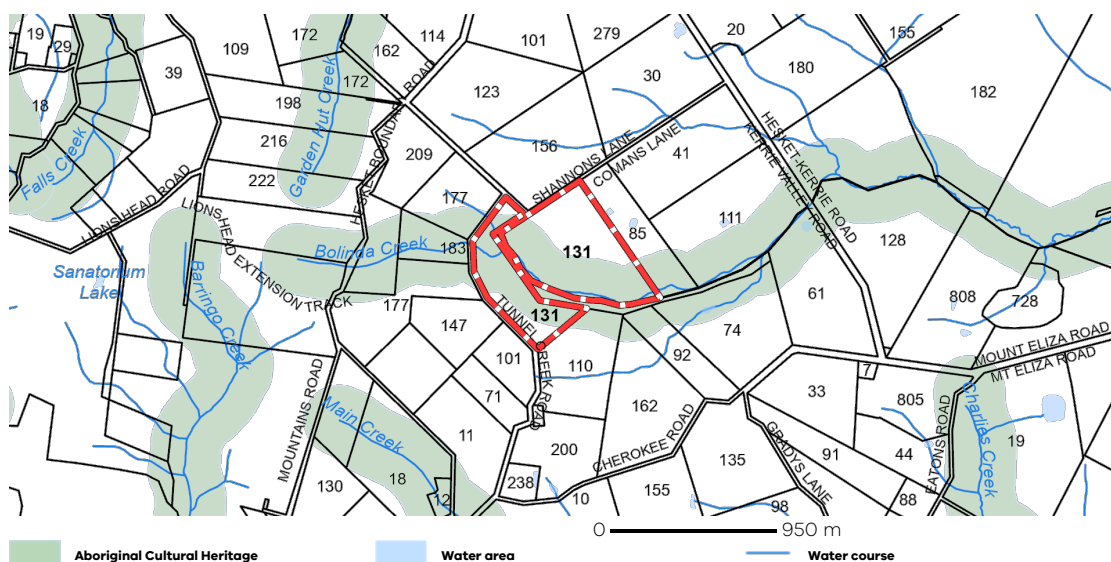 19
29
172
162
114
101
279
20
155
109
39
123
30
180
182
18
172
198
Garden Nut Creek
216
156
SHANNONS LANE
COMANS LANE
41
HESKET-KERRIE ROAD
KERRIE VALLEY ROAD
Falls Creek
222
209
177
LIONSHEAD ROAD
LIONSHEAD EXTENSION TRACK
Bolinda Creek
183
131
85
111
128
Sanatorium
Lake
Barringo Creek
177
147
131
TUNNEL CREEK ROAD
61
808
728
74
92
101
110
MOUNT ELIZA ROAD
MT ELIZA ROAD
7
71
33
805
Charlies Creek
MOUNTAINS ROAD
Main Creek
11
162
CHEROKEE ROAD
GRADYS LANE
91
44
EATONS ROAD
19
200
130
18
12
238
10
155
135
98
88
0
950 m
Aboriginal Cultural Heritage
Water area
Water course